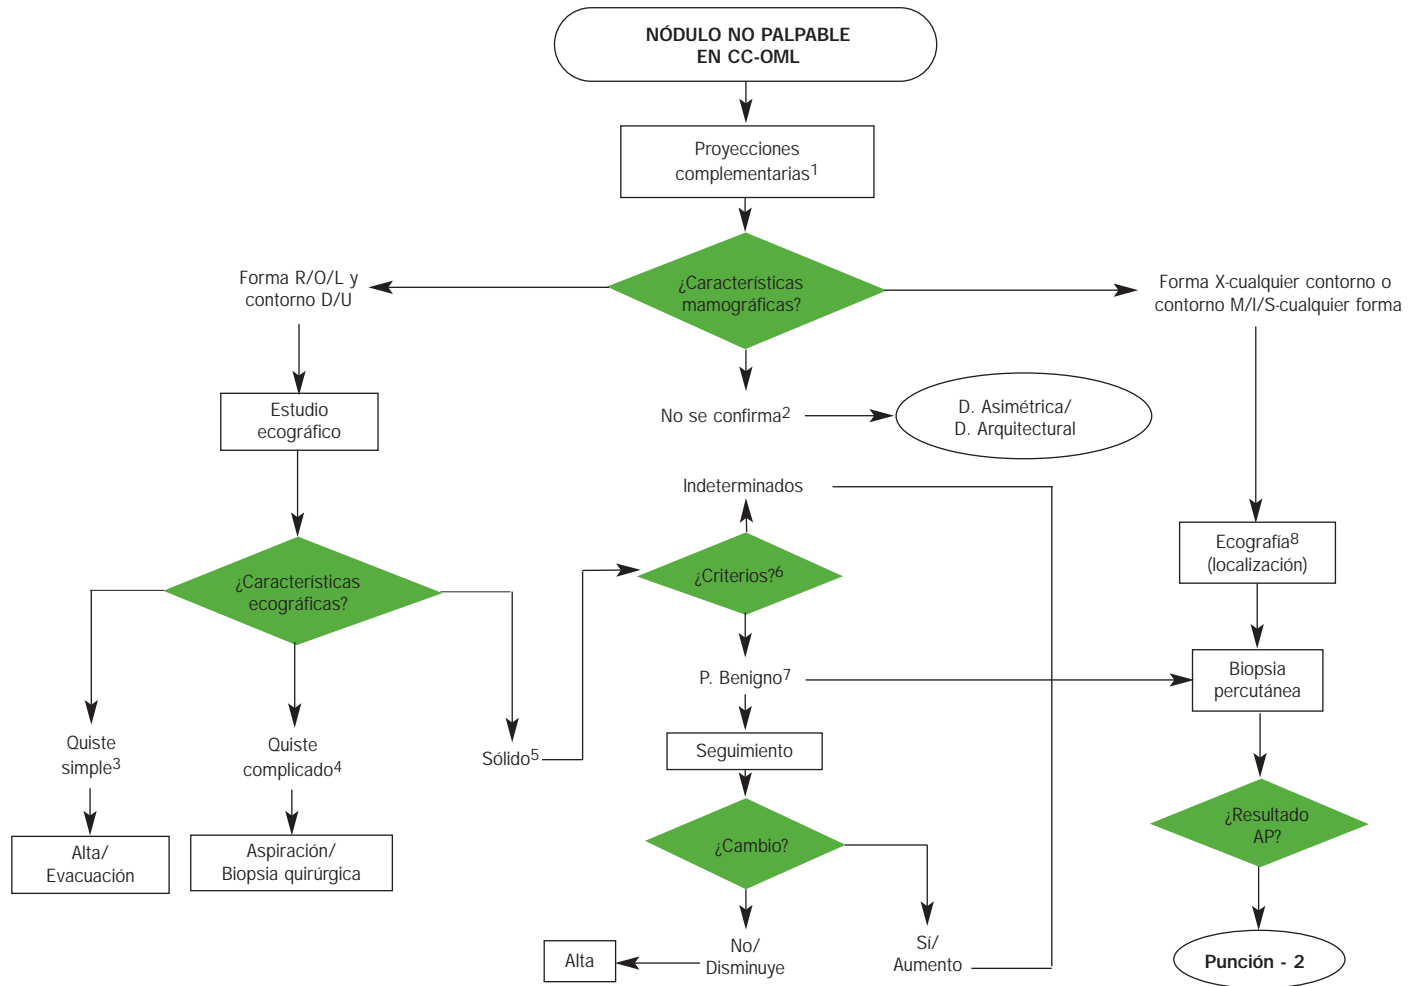 NÓDULO NO PALPABLE
EN CC-OML
Proyecciones
complementarias1
¿Característícas
mamográficas?
Forma R/O/L y
contorno D/U
Forma X-cualquier contorno o
contorno M/I/S-cualquier forma
Estudio
ecográfico
No se confirma2
D. Asimétrica/
D. Arquitectural
Indeterminados
¿Característícas
ecográficas?
¿Criterios?6
Ecografía8
(localización)
P. Benigno7
Biopsia
percutánea
Quiste
simple3
Quiste
complicado4
Sólido5
Seguimiento
¿Cambio?
¿Resultado
AP?
Alta/
Evacuación
Aspiración/
Biopsia quirúrgica
Alta
No/
Disminuye
Sí/
Aumento
Punción - 2